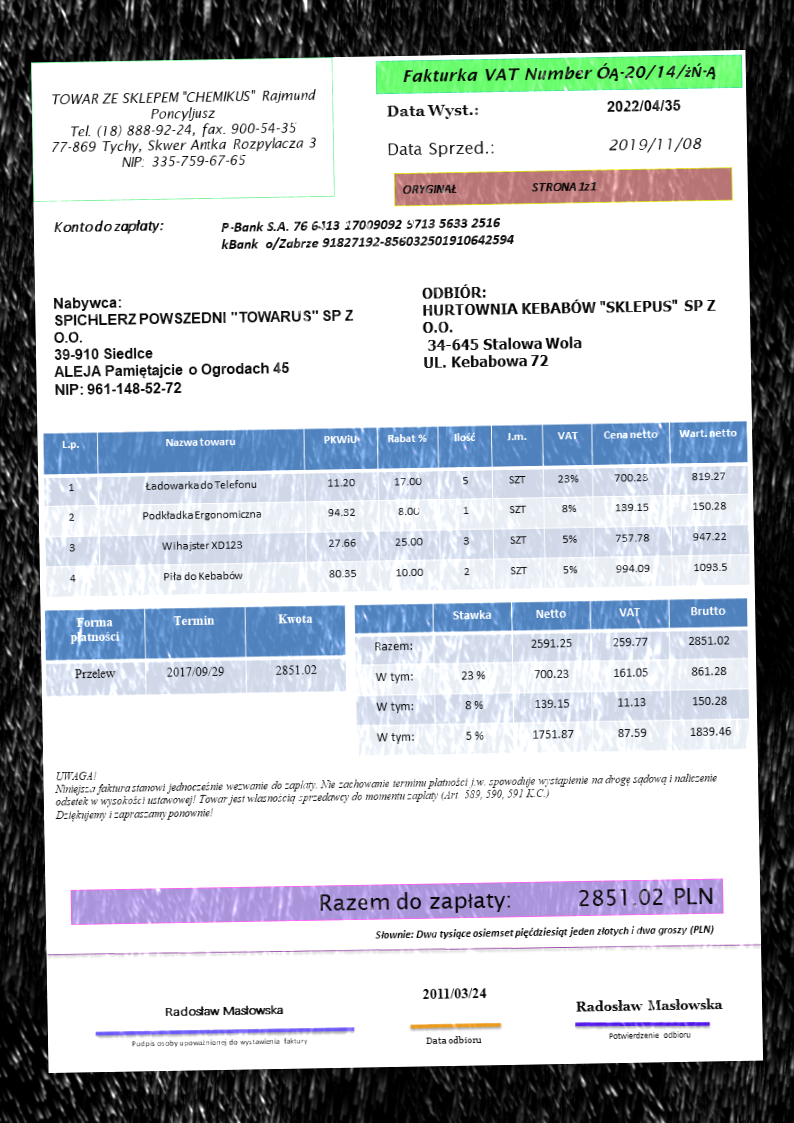 TOWAR ZE SKLEPEM "CHEMIKUS" Rajmund
Poncyljusz
Tel. (18) 888-92-24, fax. 900-54-35
77-869 Tychy, Skwer Antka Rozpylacza 3
NIP: 335-759-67-65
Fakturka VAT Number ÓĄ-20/14/żŃ-Ą
Data Wyst.: 2022/04/35
Data Sprzed.: 2019/11/08
ORYGINAŁ STRONA 1z1
Konto do zapłaty: P-Bank S.A. 76 6413 17009092 9713 5633 2516
kBank o/Zabrze 91827192-856032501910642594
Nabywca:
SPICHLERZ POWSZEDNI "TOWARUS" SP Z
O.O.
39-910 Siedlce
ALEJA Pamiętajcie o Ogrodach 45
NIP: 961-148-52-72
ODBIÓR:
HURTOWNIA KEBABÓW "SKLEPUS" SP Z
O.O.
34-645 Stalowa Wola
UL. Kebabowa 72
L.p. Nazwa towaru PKWiU Rabat % Ilość J.m. VAT Cena netto Wart. netto
1 Ładowarka do Telefonu 11.20 17.00 5 SZT 23% 700.23 819.27
2 Podkładka Ergonomiczna 94.32 8.00 1 SZT 8% 139.15 150.28
3 Wihajster XD123 27.66 25.00 3 SZT 5% 757.78 947.22
4 Piła do Kebabów 80.35 10.00 2 SZT 5% 994.09 1093.5
Forma płatności Termin Kwota
Przelew 2017/09/29 2851.02
Stawka Netto VAT Brutto
Razem: 2591.25 259.77 2851.02
W tym: 23 % 700.23 161.05 861.28
W tym: 8 % 139.15 11.13 150.28
W tym: 5 % 1751.87 87.59 1839.46
UWAGA!
Niniejsza faktura stanowi jednocześnie wezwanie do zapłaty. Nie zachowanie terminu płatności j.w. spowoduje wystąpienie na drogę sądową i naliczenie
odsetek w wysokości ustawowej! Towar jest własnością sprzedawcy do momentu zapłaty (Art. 589, 590, 591 K.C.)
Dziękujemy i zapraszamy ponownie!
Razem do zapłaty: 2851.02 PLN
Słownie: Dwa tysiące osiemset pięćdziesiąt jeden złotych i dwa groszy (PLN)
Radosław Masłowska
Podpis osoby upoważnionej do wystawienia faktury
2011/03/24
Data odbioru
Radosław Masłowska
Potwierdzenie odbioru